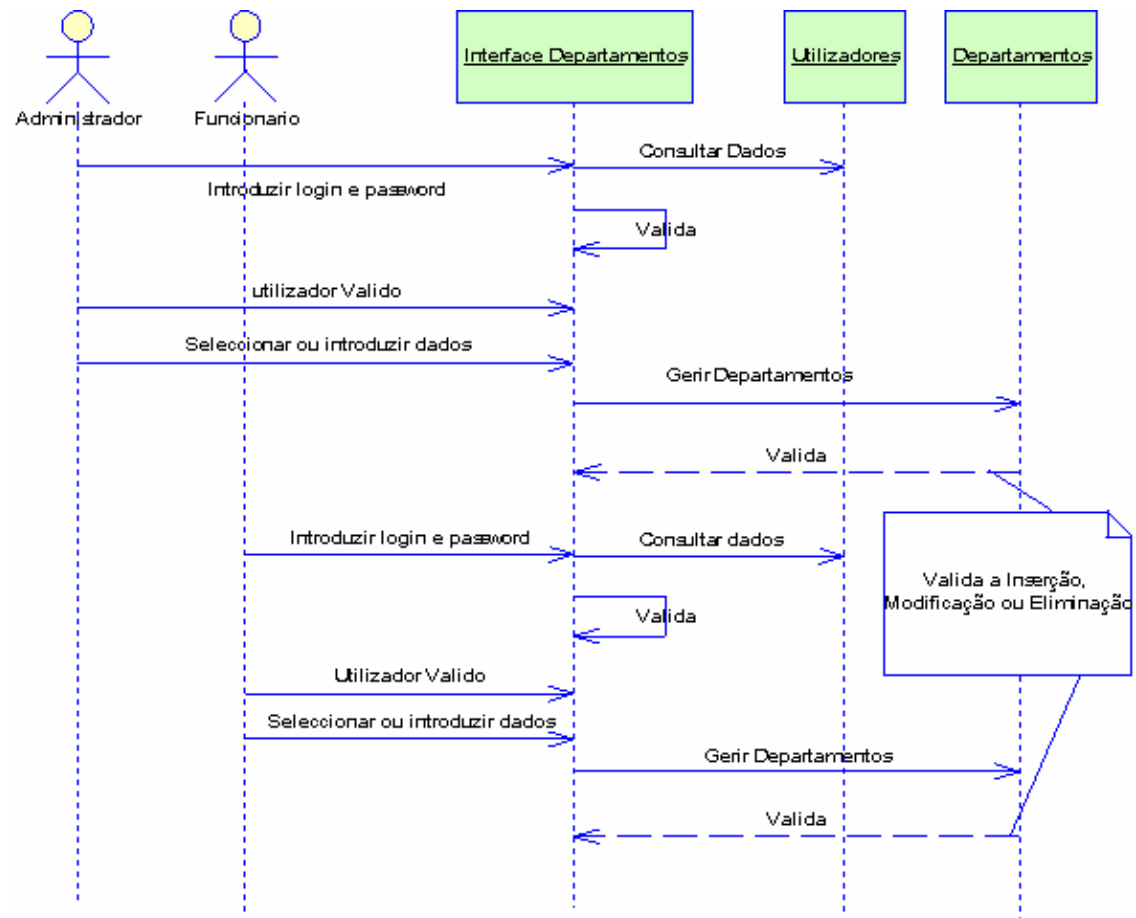 Interface Departamentos
Utilizadores
Departamentos
Administrador
Funcionario
Consultar Dados
Introduzir login e password
Valida
utilizador Valido
Seleccionar ou introduzir dados
Gerir Departamentos
Valida
Introduzir login e password
Consultar dados
Valida a Inserção,
Modificação ou Eliminação
Valida
Utilizador Valido
Seleccionar ou introduzir dados
Gerir Departamentos
Valida